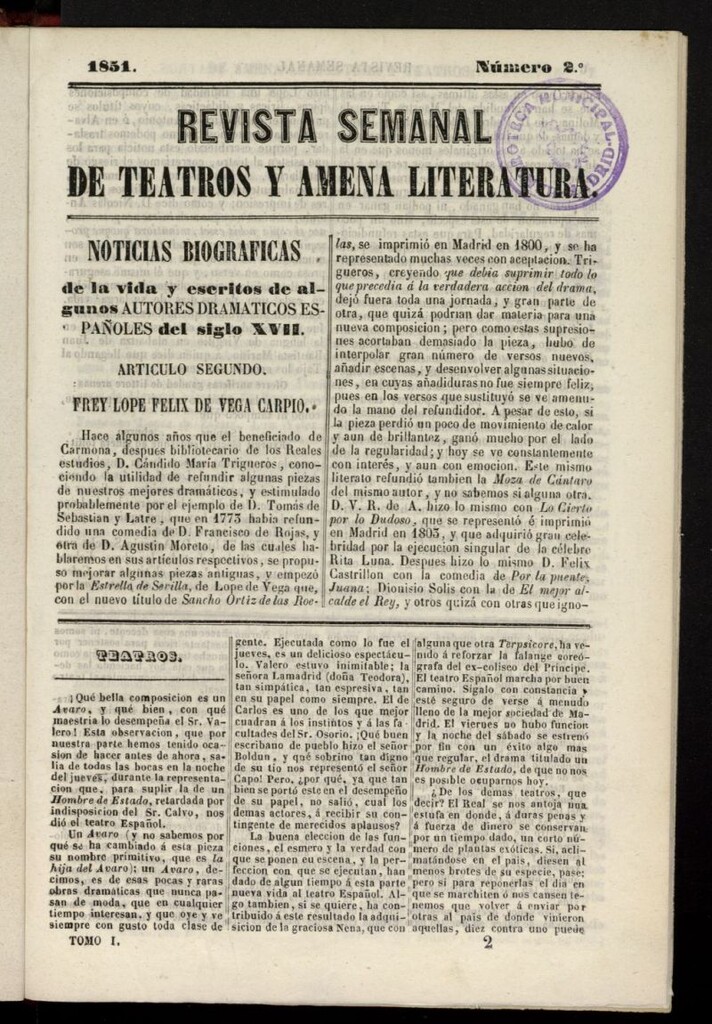 1851.
Número 2.º
REVISTA SEMANAL
DE TEATROS Y AMENA LITERATURA.
NOTICIAS BIOGRAFICAS
de la vida y escritos de al-
gunos AUTORES DRAMATICOS ES-
PAÑOLES del siglo XVII.
ARTICULO SEGUNDO.
FREY LOPE FELIX DE VEGA CARPIO.
Hace algunos años que el beneficiado de
Carmona, despues bibliotecario de los Reales
estudios, D. Cándido María Trigueros, cono-
ciendo la utilidad de refundir algunas piezas
de nuestros mejores dramáticos, y estimulado
probablemente por el ejemplo de D. Tomás de
Sebastian y Latre, que en 1773 habia refun-
dido una comedia de D. Francisco de Rojas, y
otra de D. Agustin Moreto, de las cuales ha-
blaremos en sus artículos respectivos, se propu-
so mejorar algunas piezas antiguas, y empezó
por la Estrella de Sevilla, de Lope de Vega que,
con el nuevo título de Sancho Ortiz de las Roe-
las, se imprimió en Madrid en 1800, y se ha
representado muchas veces con aceptacion. Tri-
gueros, creyendo que debia suprimir todo lo
que precedia á la verdadera accion del drama,
dejó fuera toda una jornada, y gran parte de
otra, que quizá podrian dar materia para una
nueva composicion; pero como estas supresio-
nes acortaban demasiado la pieza, hubo de
interpolar gran número de versos nuevos,
añadir escenas, y desenvolver algunas situacio-
nes, en cuyas añadiduras no fue siempre feliz;
pues en los versos que sustituyó se ve amenu-
do la mano del refundidor. A pesar de esto, si
la pieza perdió un poco de movimiento de calor
y aun de brillantez, ganó mucho por el lado
de la regularidad; y hoy se ve constantemente
con interés, y aun con emocion. Este mismo
literato refundió tambien la Moza de Cántaro
del mismo autor, y no sabemos si alguna otra.
D. V. R. de A. hizo lo mismo con Lo Cierto
por lo Dudoso, que se representó é imprimió
en Madrid en 1803, y que adquirió gran cele-
bridad por la ejecucion singular de la célebre
Rita Luna. Despues hizo lo mismo D. Felix
Castrillon con la comedia de Por la puente,
Juana; Dionisio Solis con la de El mejor al-
calde el Rey, y otros quizá con otras que igno-
TEATROS.
¡Qué bella composicion es un
Avaro, y qué bien, con qué
maestria lo desempeña el Sr. Va-
lero! Esta observacion, que por
nuestra parte hemos tenido oca-
sion de hacer antes de ahora, sa-
lia de todas las bocas en la noche
del jueves, durante la representa-
cion que, para suplir la de un
Hombre de Estado, retardada por
indisposicion del Sr. Calvo, nos
dió el teatro Español.
Un Avaro (y no sabemos por
qué se ha cambiado á esta pieza
su nombre primitivo, que es la
hija del Avaro); un Avaro, de-
cimos, es de esas pocas y raras
obras dramáticas que nunca pa-
san de moda, que en cualquier
tiempo interesan, y que oye y ve
siempre con gusto toda clase de
gente. Ejecutada como lo fue el
jueves, es un delicioso espectácu-
lo. Valero estuvo inimitable; la
señora Lamadrid (doña Teodora),
tan simpática, tan espresiva, tan
en su papel como siempre. El de
Carlos es uno de los que mejor
cuadran á los instintos y á las fa-
cultades del Sr. Osorio. ¡Qué buen
escribano de pueblo hizo el señor
Boldun, y qué sobrino tan digno
de su tio nos representó el señor
Capo! Pero, ¿por qué, ya que tan
bien se portó este en el desempeño
de su papel, no salió, cual los
demas actores, á recibir su con-
tingente de merecidos aplausos?
La buena eleccion de las fun-
ciones, el esmero y la verdad con
que se ponen en escena, y la per-
feccion con que se ejecutan, han
dado de algun tiempo á esta parte
nueva vida al teatro Español. Al-
go tambien, si se quiere, ha con-
tribuido á este resultado la adqui-
sicion de la graciosa Nena, que con
alguna que otra Terpsícore, ha ve-
nido á reforzar la falange coreó-
grafa del ex-coliseo del Príncipe.
El teatro Español marcha por buen
camino. Sígalo con constancia y
esté seguro de verse á menudo
lleno de la mejor sociedad de Ma-
drid. El viernes no hubo funcion
y la noche del sábado se estrenó
por fin con un éxito algo mas
que regular, el drama titulado un
Hombre de Estado, de que no nos
es posible ocuparnos hoy.
¿De los demas teatros, que
decir? El Real se nos antoja una
estufa en donde, á duras penas y
á fuerza de dinero se conservan
por un tiempo dado, un corto nú-
mero de plantas exóticas. Si, acli-
matándose en el pais, diesen al
menos brotes de su especie, pase;
pero si para reponerlas el dia en
que se marchiten ó nos cansen te-
nemos que volver á enviar por
otras al pais de donde vinieron
aquellas, diez contra uno puede
TOMO I.
2